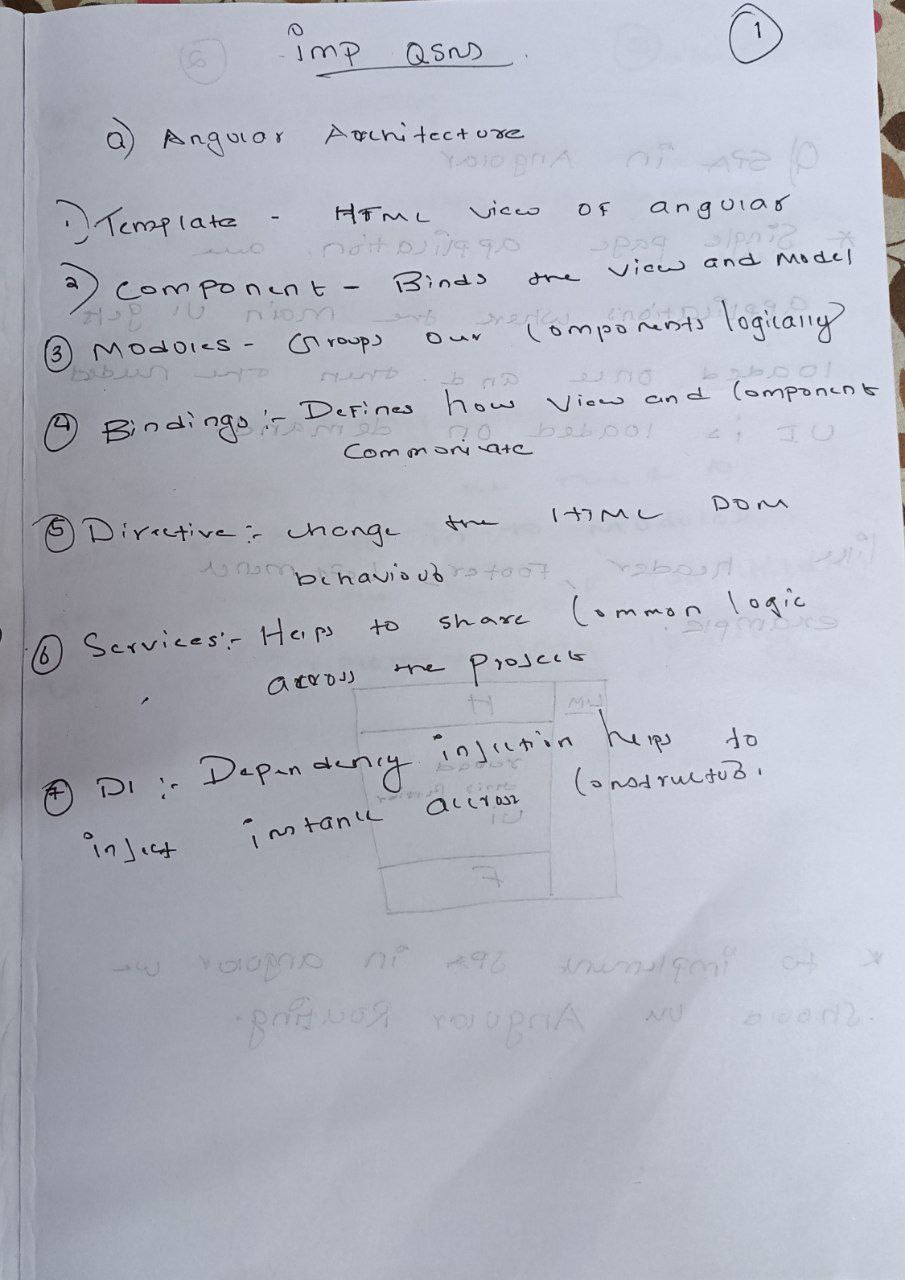 imp QSNS
1
a) Angular Architecture
1) Template - HTML view of angular
2) Component - Binds the view and Model
3 Modules - Groups our Components logically
4 Bindings :- Defines how View and Component
Communicate
5 Directive :- change the HTML DOM
behaviour
6 Services :- Helps to share Common logic
across the project
7 DI :- Dependency injection helps to
inject instance accross Constructor.